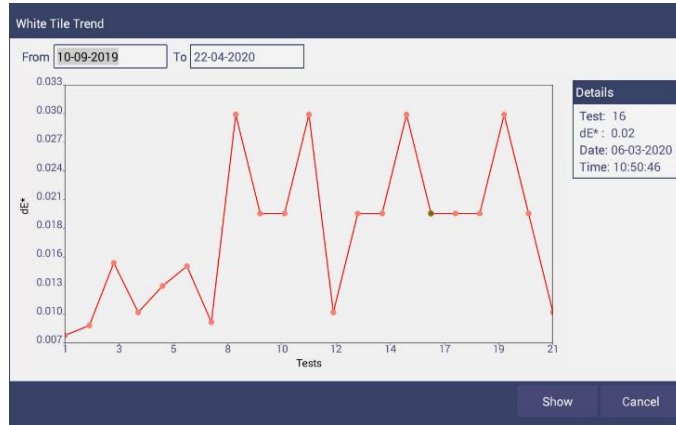 White Tile Trend
From 10-09-2019 To 22-04-2020
Details
Test: 16
dE* : 0.02
Date: 06-03-2020
Time: 10:50:46
dE*
0.033
0.030
0.027
0.024
0.021
0.018
0.016
0.013
0.010
0.007
1 3 5 8 10 12 14 17 19 21
Tests
Show Cancel